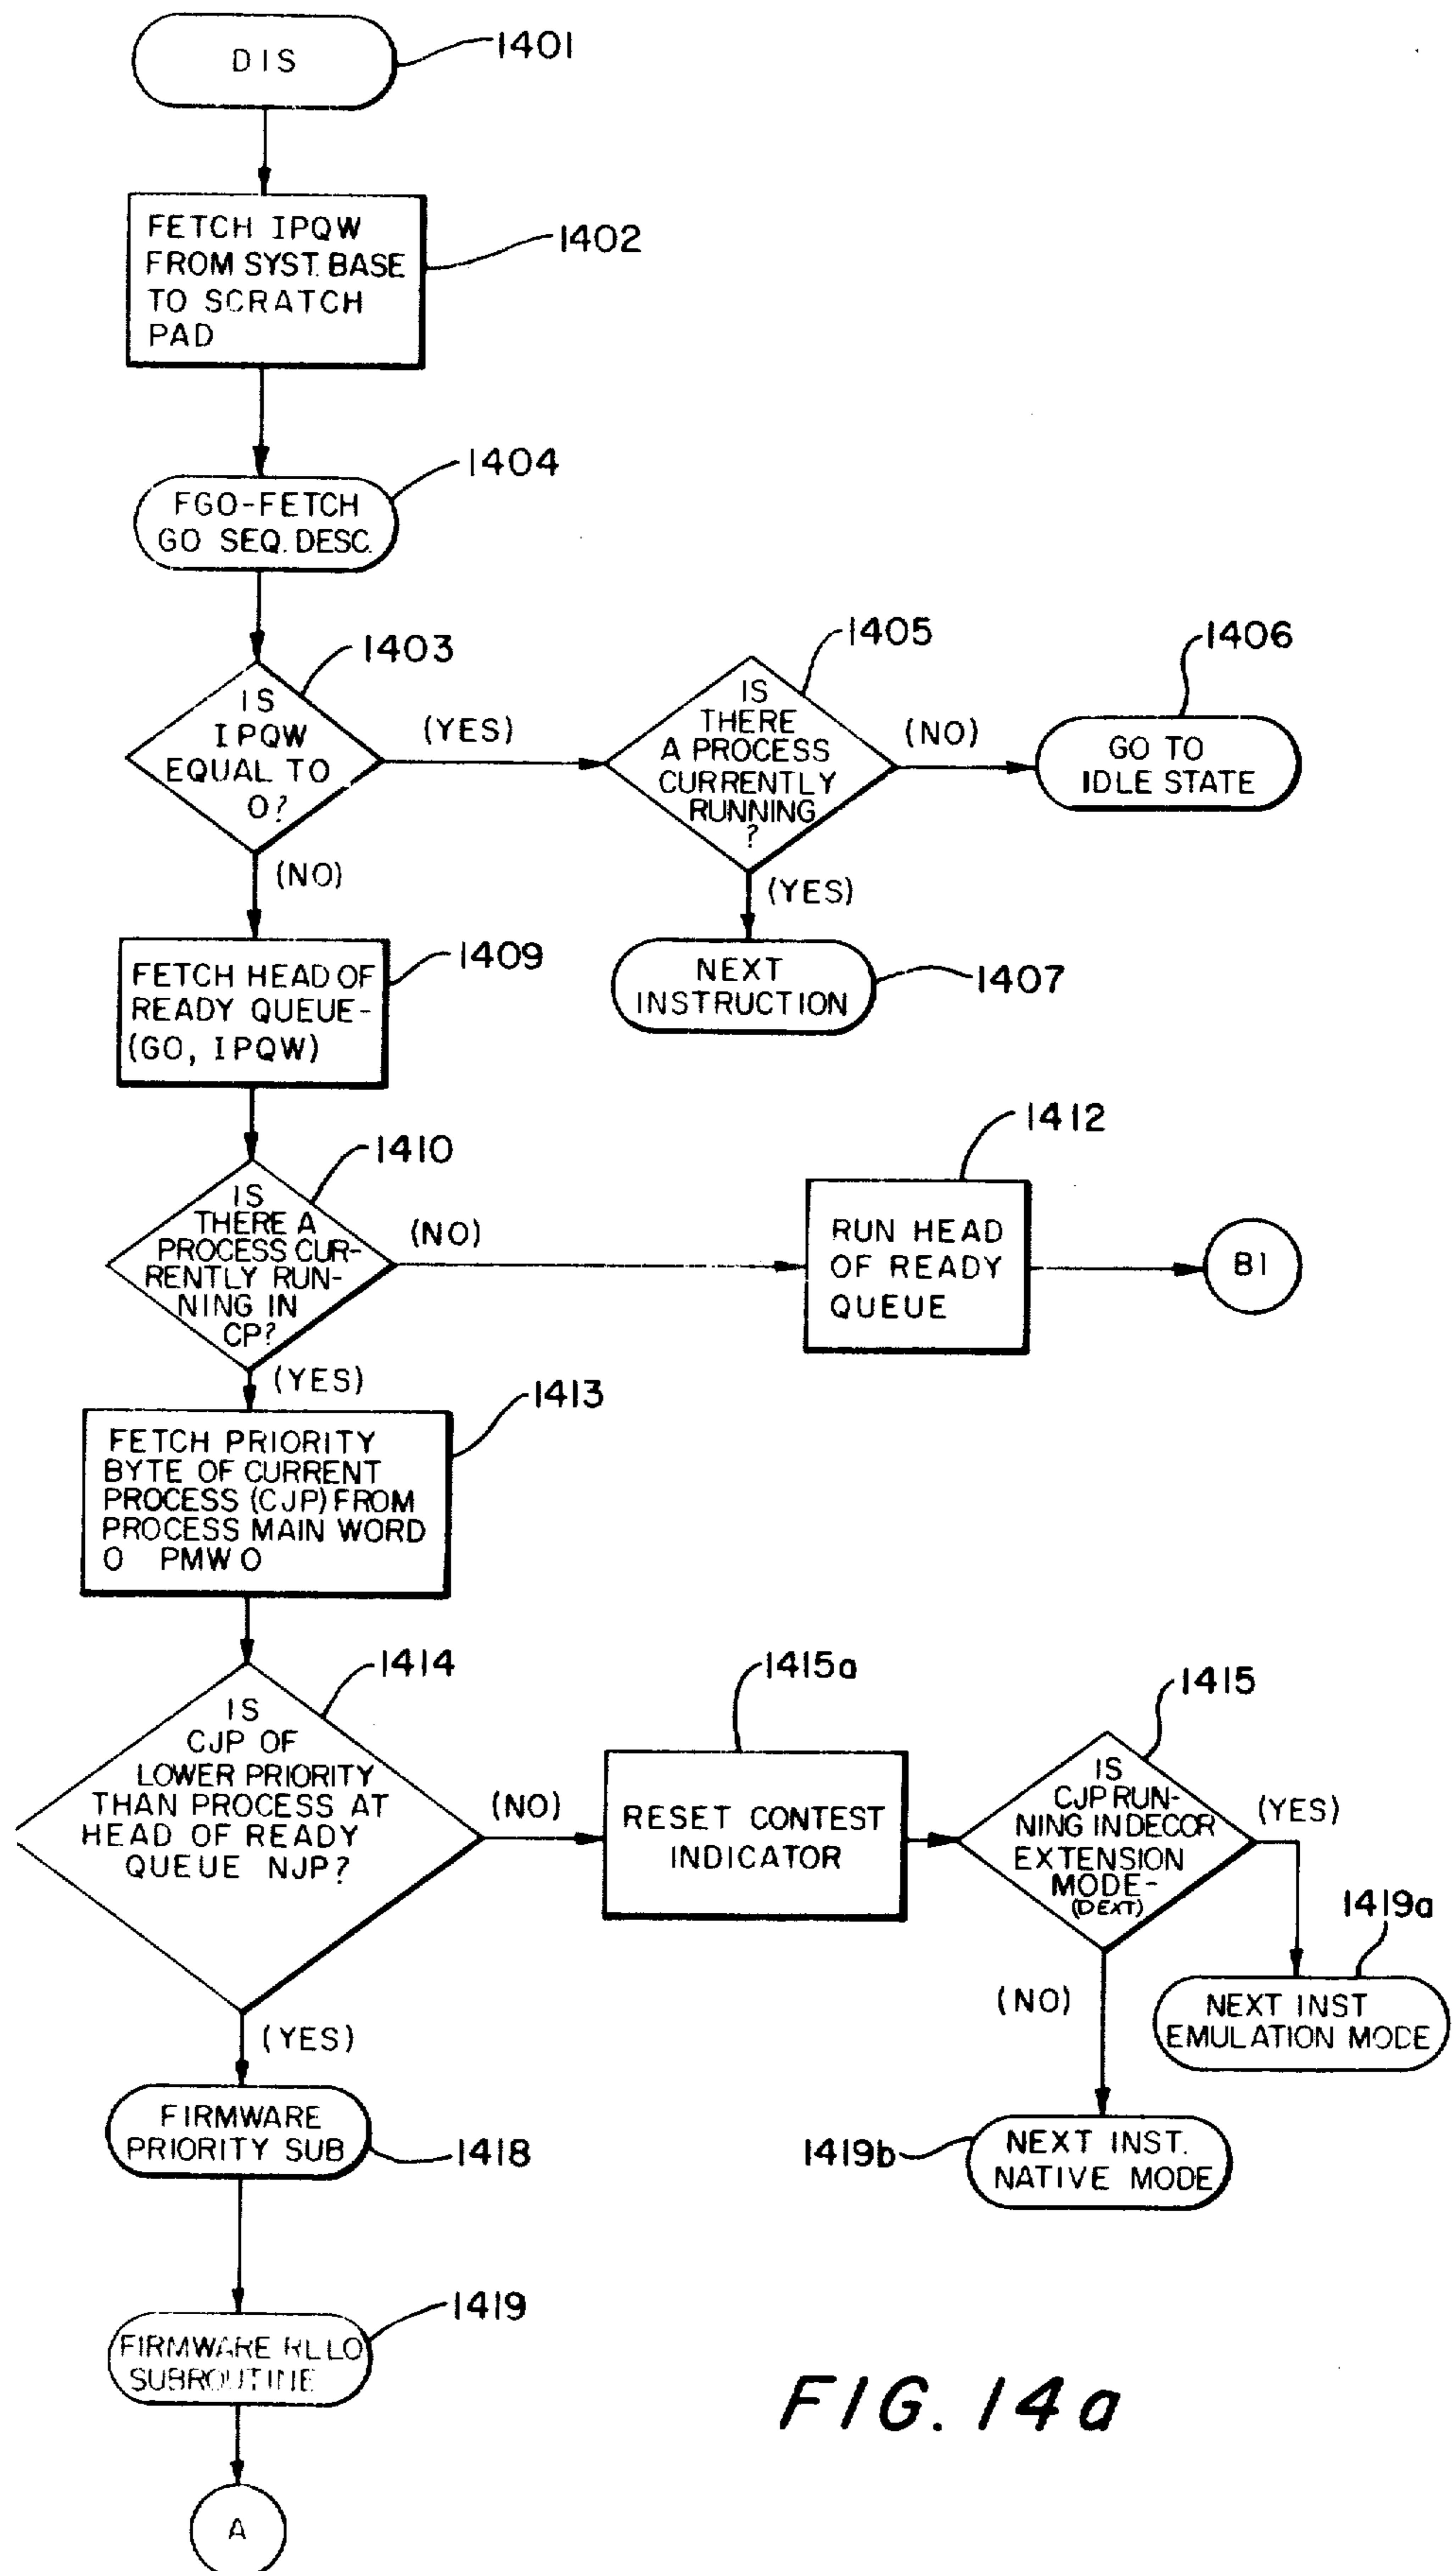 DIS
1401
FETCH IPQW
FROM SYST. BASE
TO SCRATCH
PAD
1402
1404
FGO-FETCH
GO SEQ. DESC.
1403
IS
IPQW
EQUAL TO
O?
(YES)
(NO)
1405
IS
THERE
A PROCESS
CURRENTLY
RUNNING
?
(NO)
(YES)
1406
GO TO
IDLE STATE
NEXT
INSTRUCTION
1407
1409
FETCH HEAD OF
READY QUEUE-
(GO, IPQW)
1410
IS
THERE A
PROCESS CUR-
RENTLY RUN-
NING IN
CP?
(NO)
(YES)
1412
RUN HEAD
OF READY
QUEUE
B1
1413
FETCH PRIORITY
BYTE OF CURRENT
PROCESS (CJP) FROM
PROCESS MAIN WORD
O PMW O
1414
IS
CJP OF
LOWER PRIORITY
THAN PROCESS AT
HEAD OF READY
QUEUE NJP?
(NO)
(YES)
1415a
RESET CONTEST
INDICATOR
1415
IS
CJP RUN-
NING IN DECOR
EXTENSION
MODE-
(DEXT)
(YES)
(NO)
1419a
NEXT INST
EMULATION MODE
1419b
NEXT INST.
NATIVE MODE
FIRMWARE
PRIORITY SUB
1418
1419
FIRMWARE RLLO
SUBROUTINE
A
FIG. 14a